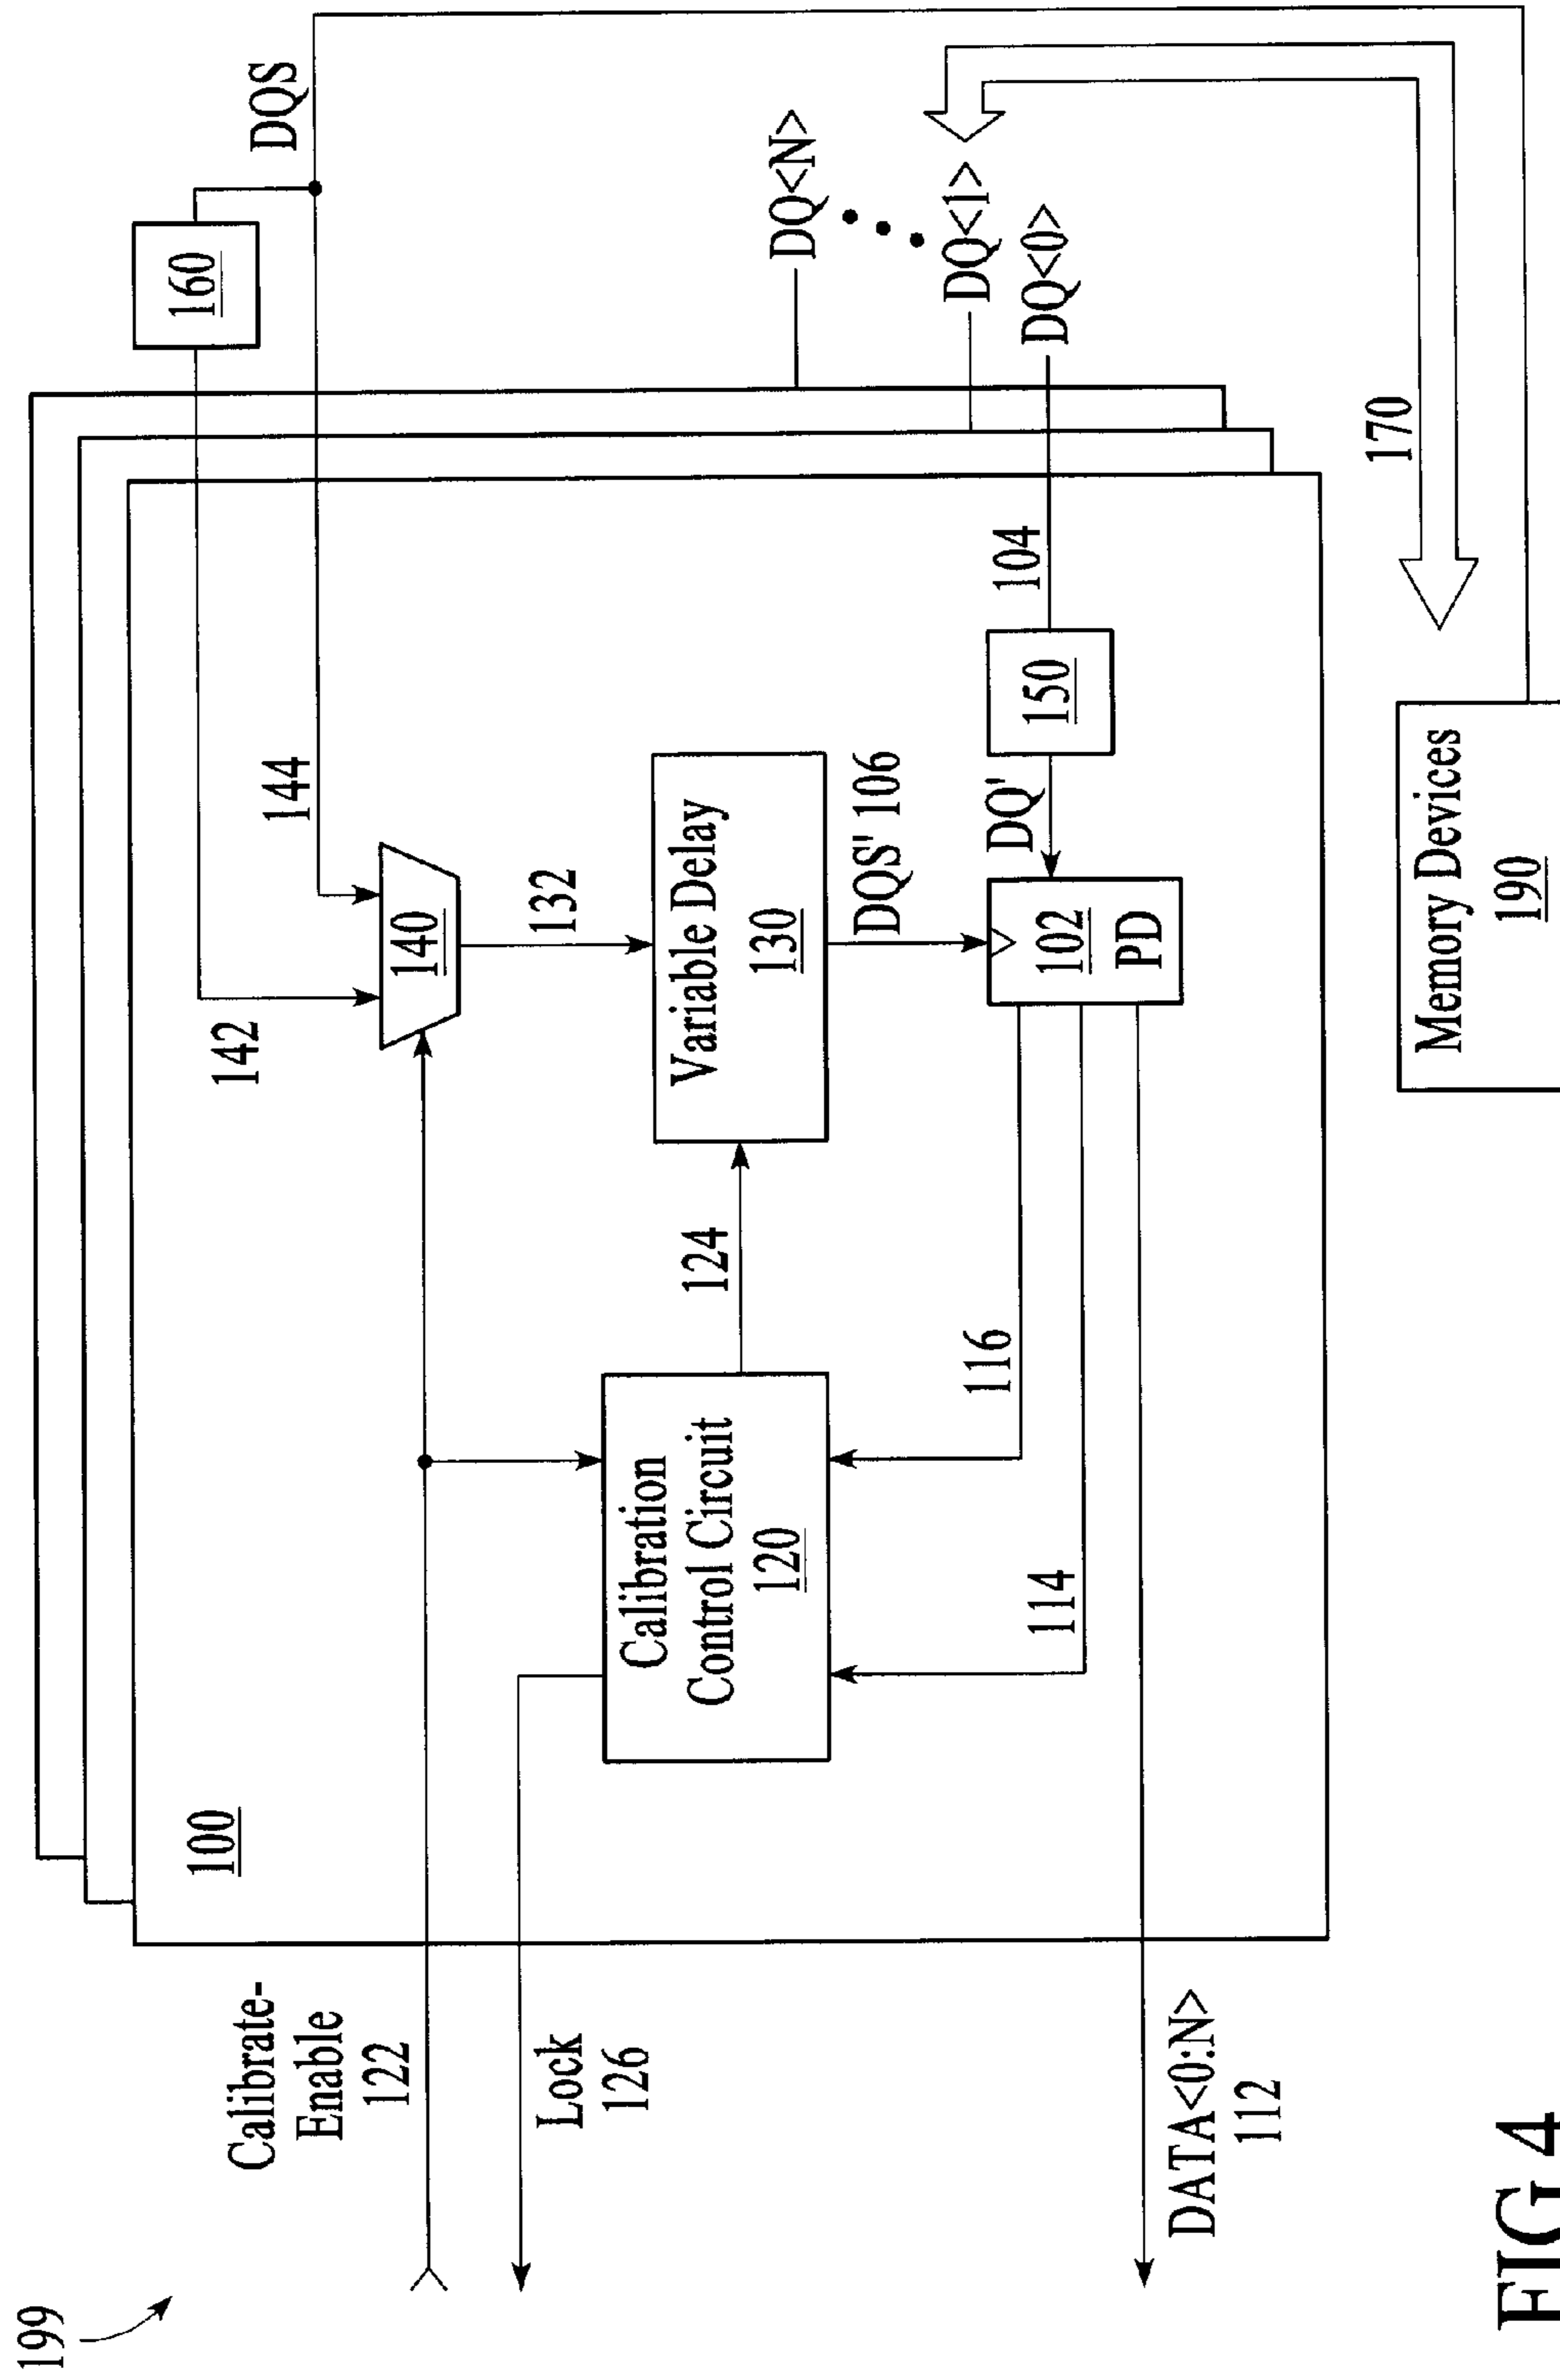 199
Calibrate-
Enable
122
Lock
126
DATA<0:N>
112
100
Calibration
Control Circuit
120
114
116
124
142
144
140
132
Variable Delay
130
DQS' 106
102
PD
DQ'
150
104
160
DQS
DQ<N>
DQ<1>
DQ<0>
170
Memory Devices
190
FIG 4